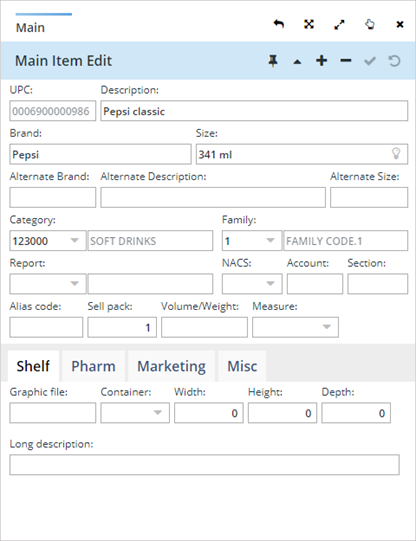 Main
Main Item Edit
UPC: Description:
0006900000986 Pepsi classic
Brand: Size:
Pepsi 341 ml
Alternate Brand: Alternate Description: Alternate Size:
Category: Family:
123000 SOFT DRINKS 1 FAMILY CODE.1
Report: NACS: Account: Section:
Alias code: Sell pack: Volume/Weight: Measure:
1
Shelf Pharm Marketing Misc
Graphic file: Container: Width: Height: Depth:
0 0 0
Long description: